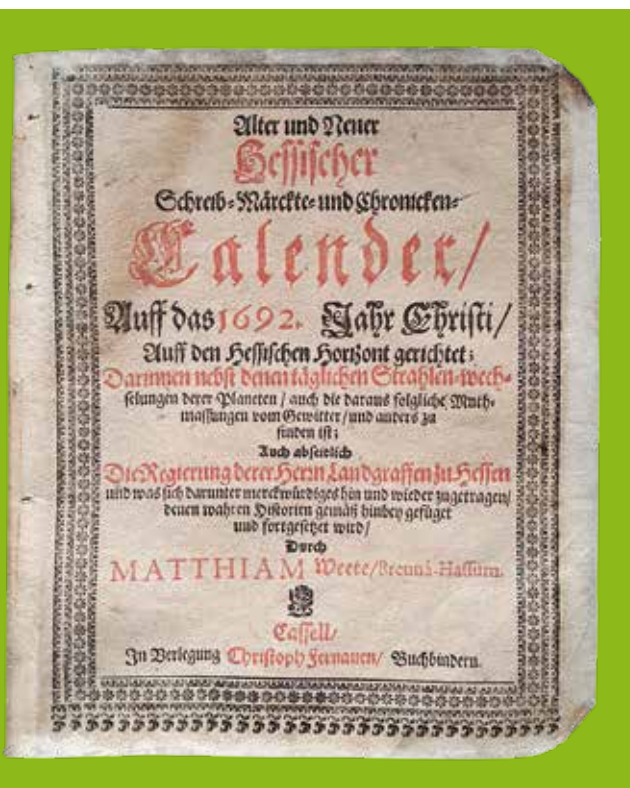 Alter und Neuer
Hessischer
Schreib-Märckte-und Chronicken-
Calender/
Auff das 1692. Jahr Christi/
Auff den Hessischen Horizont gerichtet;
Darinnen nebst denen täglichen Strahlen-wech-
selungen derer Planeten / auch die daraus folgliche Muth-
massungen vom Gewitter/und anders zu
finden ist;
Auch abseitlich
Die Regierung derer Herrn Landgraffen zu Hessen
und was sich darunter merckwürdiges hin und wieder zugetragen/
denen wahren Historien gemäß hinbey gefüget
und fortgesetzet wird/
Durch
MATTHIAM Weete/Brennâ-Hassum.
Cassell/
In Verlegung Christoph Fernauen/ Buchbindern.